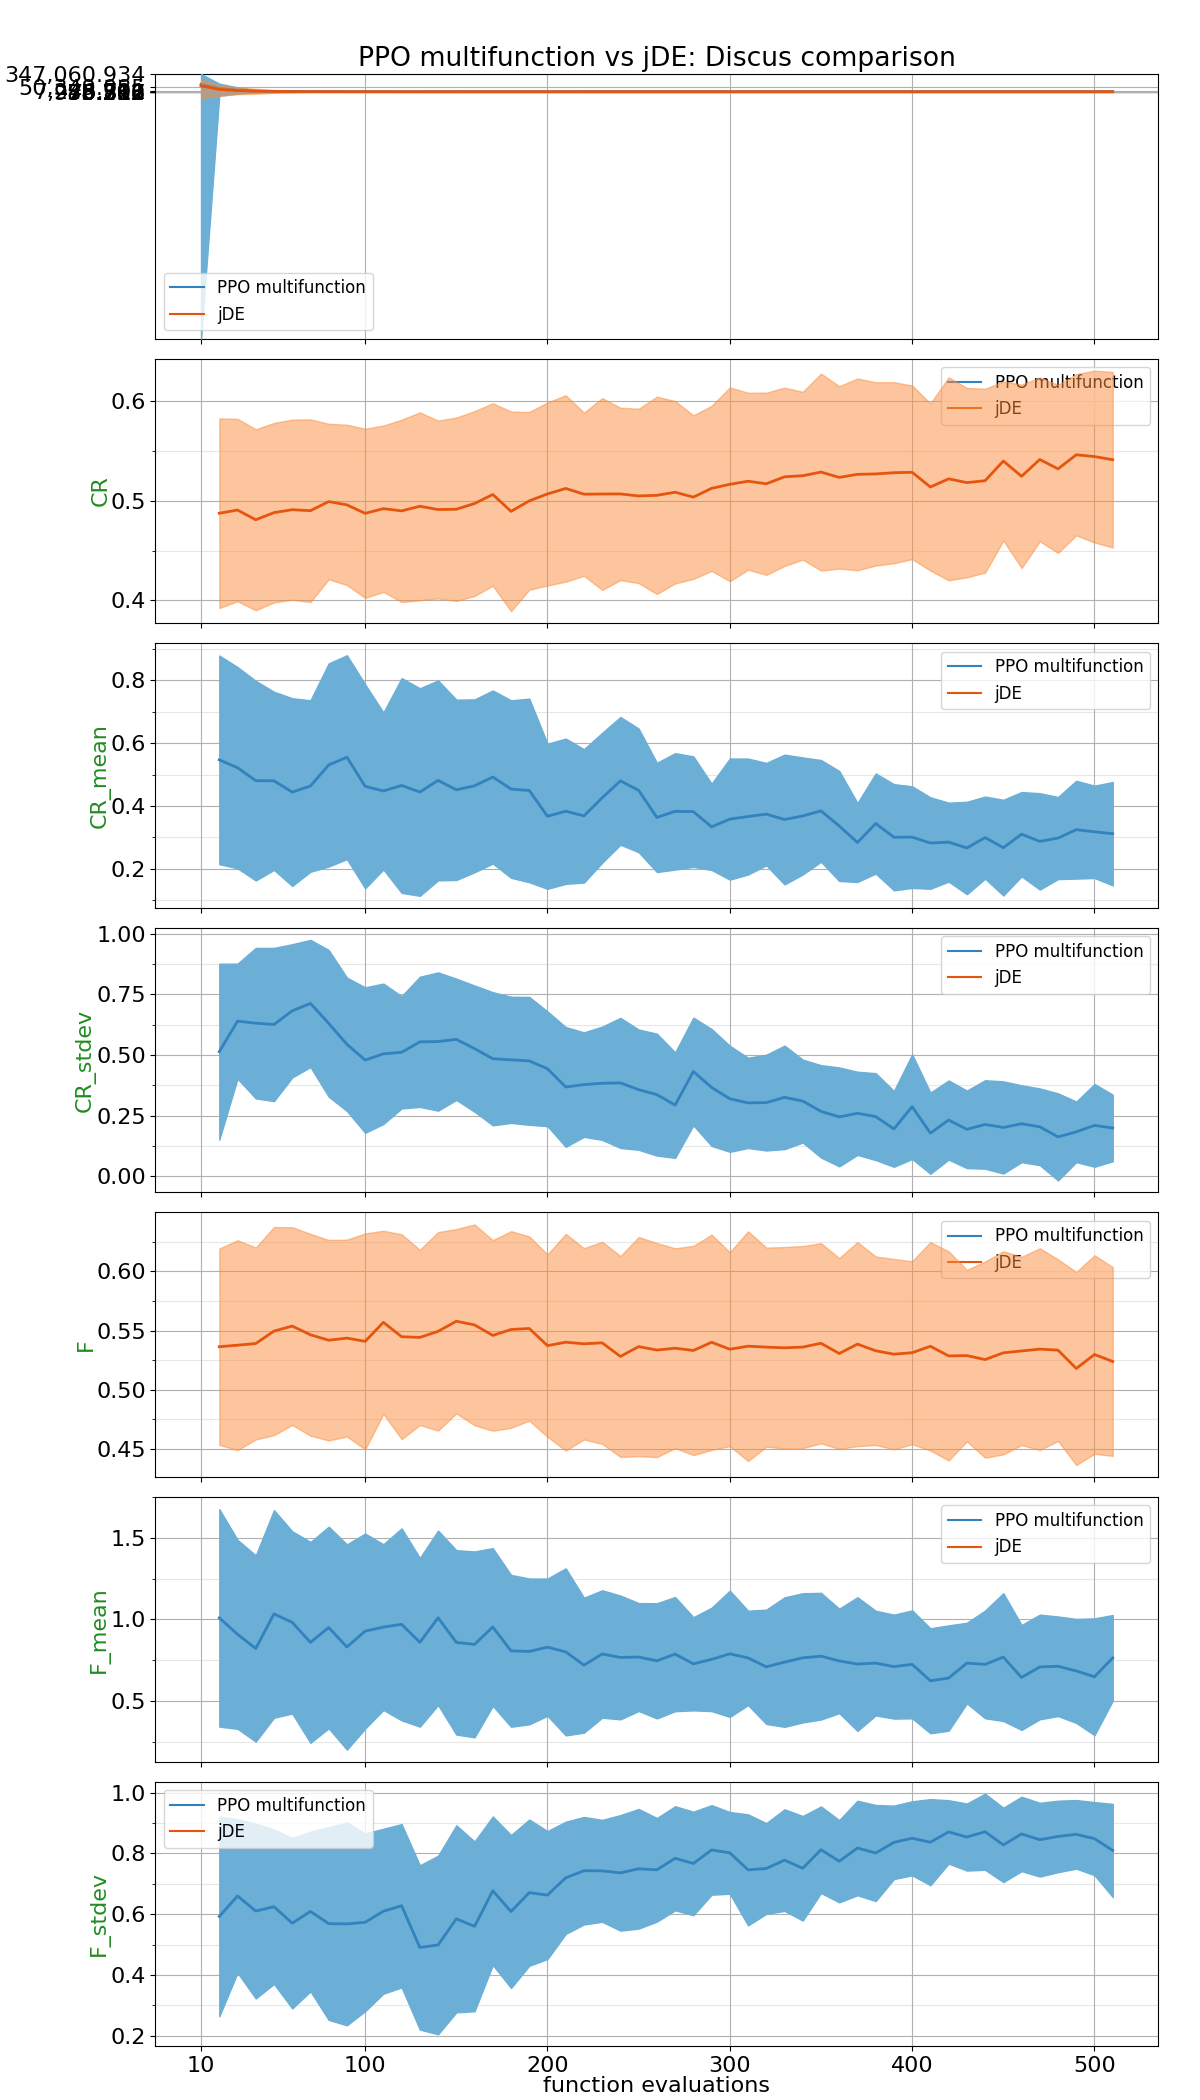 PPO multifunction vs jDE: Discus comparison
347,060.934
PPO multifunction
jDE
PPO multifunction
jDE
0.6
0.5
0.4
CR
PPO multifunction
jDE
0.8
0.6
0.4
0.2
CR_mean
PPO multifunction
jDE
1.00
0.75
0.50
0.25
0.00
CR_stdev
PPO multifunction
jDE
0.60
0.55
0.50
0.45
F
PPO multifunction
jDE
1.5
1.0
0.5
F_mean
PPO multifunction
jDE
1.0
0.8
0.6
0.4
0.2
F_stdev
10 100 200 300 400 500
function evaluations